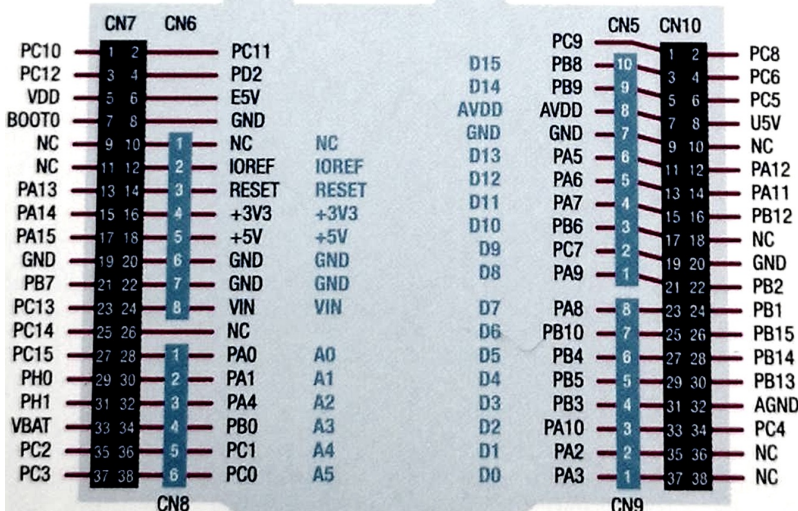 CN7 CN6 CN5 CN10
PC10 1 2 PC11 PC9 1 2 PC8
PC12 3 4 PD2 D15 PB8 10 3 4 PC6
VDD 5 6 E5V D14 PB9 9 5 6 PC5
BOOT0 7 8 GND AVDD AVDD 8 7 8 U5V
NC 9 10 1 NC NC GND GND 7 9 10 NC
NC 11 12 2 IOREF IOREF D13 PA5 6 11 12 PA12
PA13 13 14 3 RESET RESET D12 PA6 5 13 14 PA11
PA14 15 16 4 +3V3 +3V3 D11 PA7 4 15 16 PB12
PA15 17 18 5 +5V +5V D10 PB6 3 17 18 NC
GND 19 20 6 GND GND D9 PC7 2 19 20 GND
PB7 21 22 7 GND GND D8 PA9 1 21 22 PB2
PC13 23 24 8 VIN VIN D7 PA8 8 23 24 PB1
PC14 25 26 NC D6 PB10 7 25 26 PB15
PC15 27 28 1 PA0 A0 D5 PB4 6 27 28 PB14
PH0 29 30 2 PA1 A1 D4 PB5 5 29 30 PB13
PH1 31 32 3 PA4 A2 D3 PB3 4 31 32 AGND
VBAT 33 34 4 PB0 A3 D2 PA10 3 33 34 PC4
PC2 35 36 5 PC1 A4 D1 PA2 2 35 36 NC
PC3 37 38 6 PC0 A5 D0 PA3 1 37 38 NC
CN8 CN9